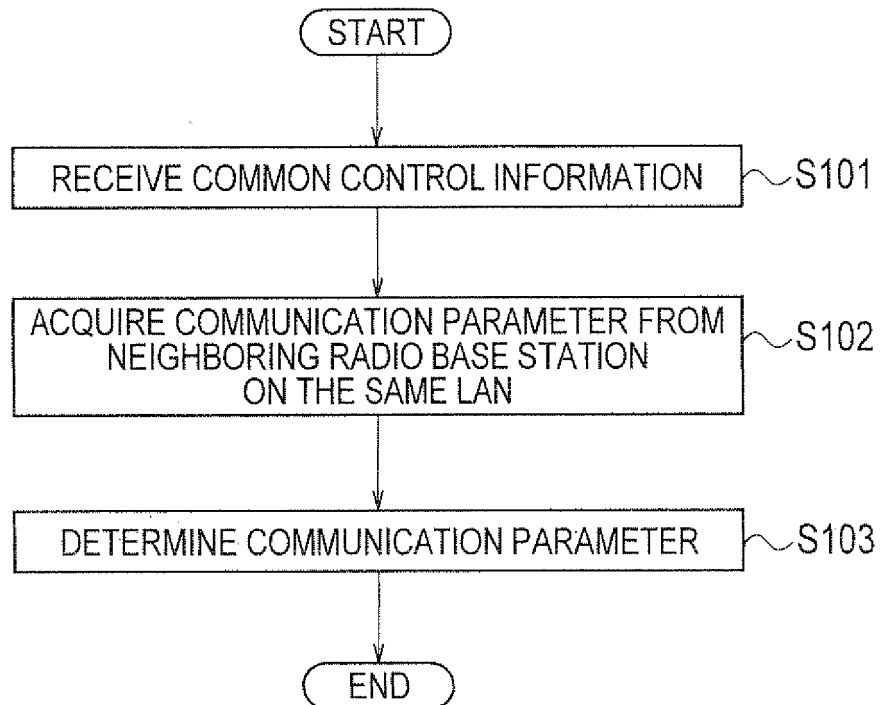 START
RECEIVE COMMON CONTROL INFORMATION
S101
ACQUIRE COMMUNICATION PARAMETER FROM
NEIGHBORING RADIO BASE STATION
ON THE SAME LAN
S102
DETERMINE COMMUNICATION PARAMETER
S103
END